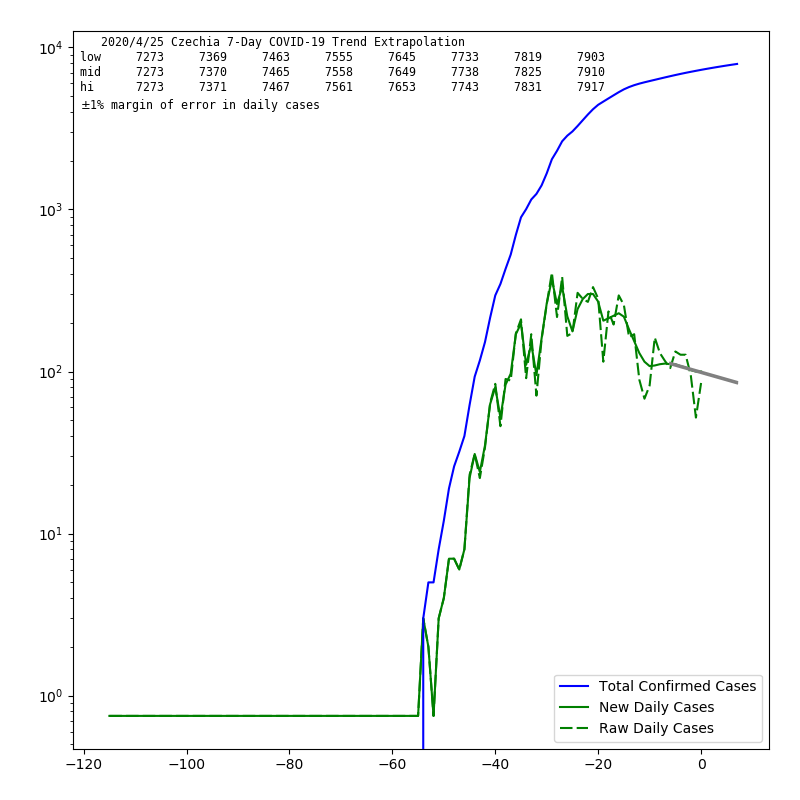 2020/4/25 Czechia 7-Day COVID-19 Trend Extrapolation
low 7273 7369 7463 7555 7645 7733 7819 7903
mid 7273 7370 7465 7558 7649 7738 7825 7910
hi 7273 7371 7467 7561 7653 7743 7831 7917
±1% margin of error in daily cases
10⁴
10³
10²
10¹
10⁰
Total Confirmed Cases
New Daily Cases
Raw Daily Cases
−120 −100 −80 −60 −40 −20 0